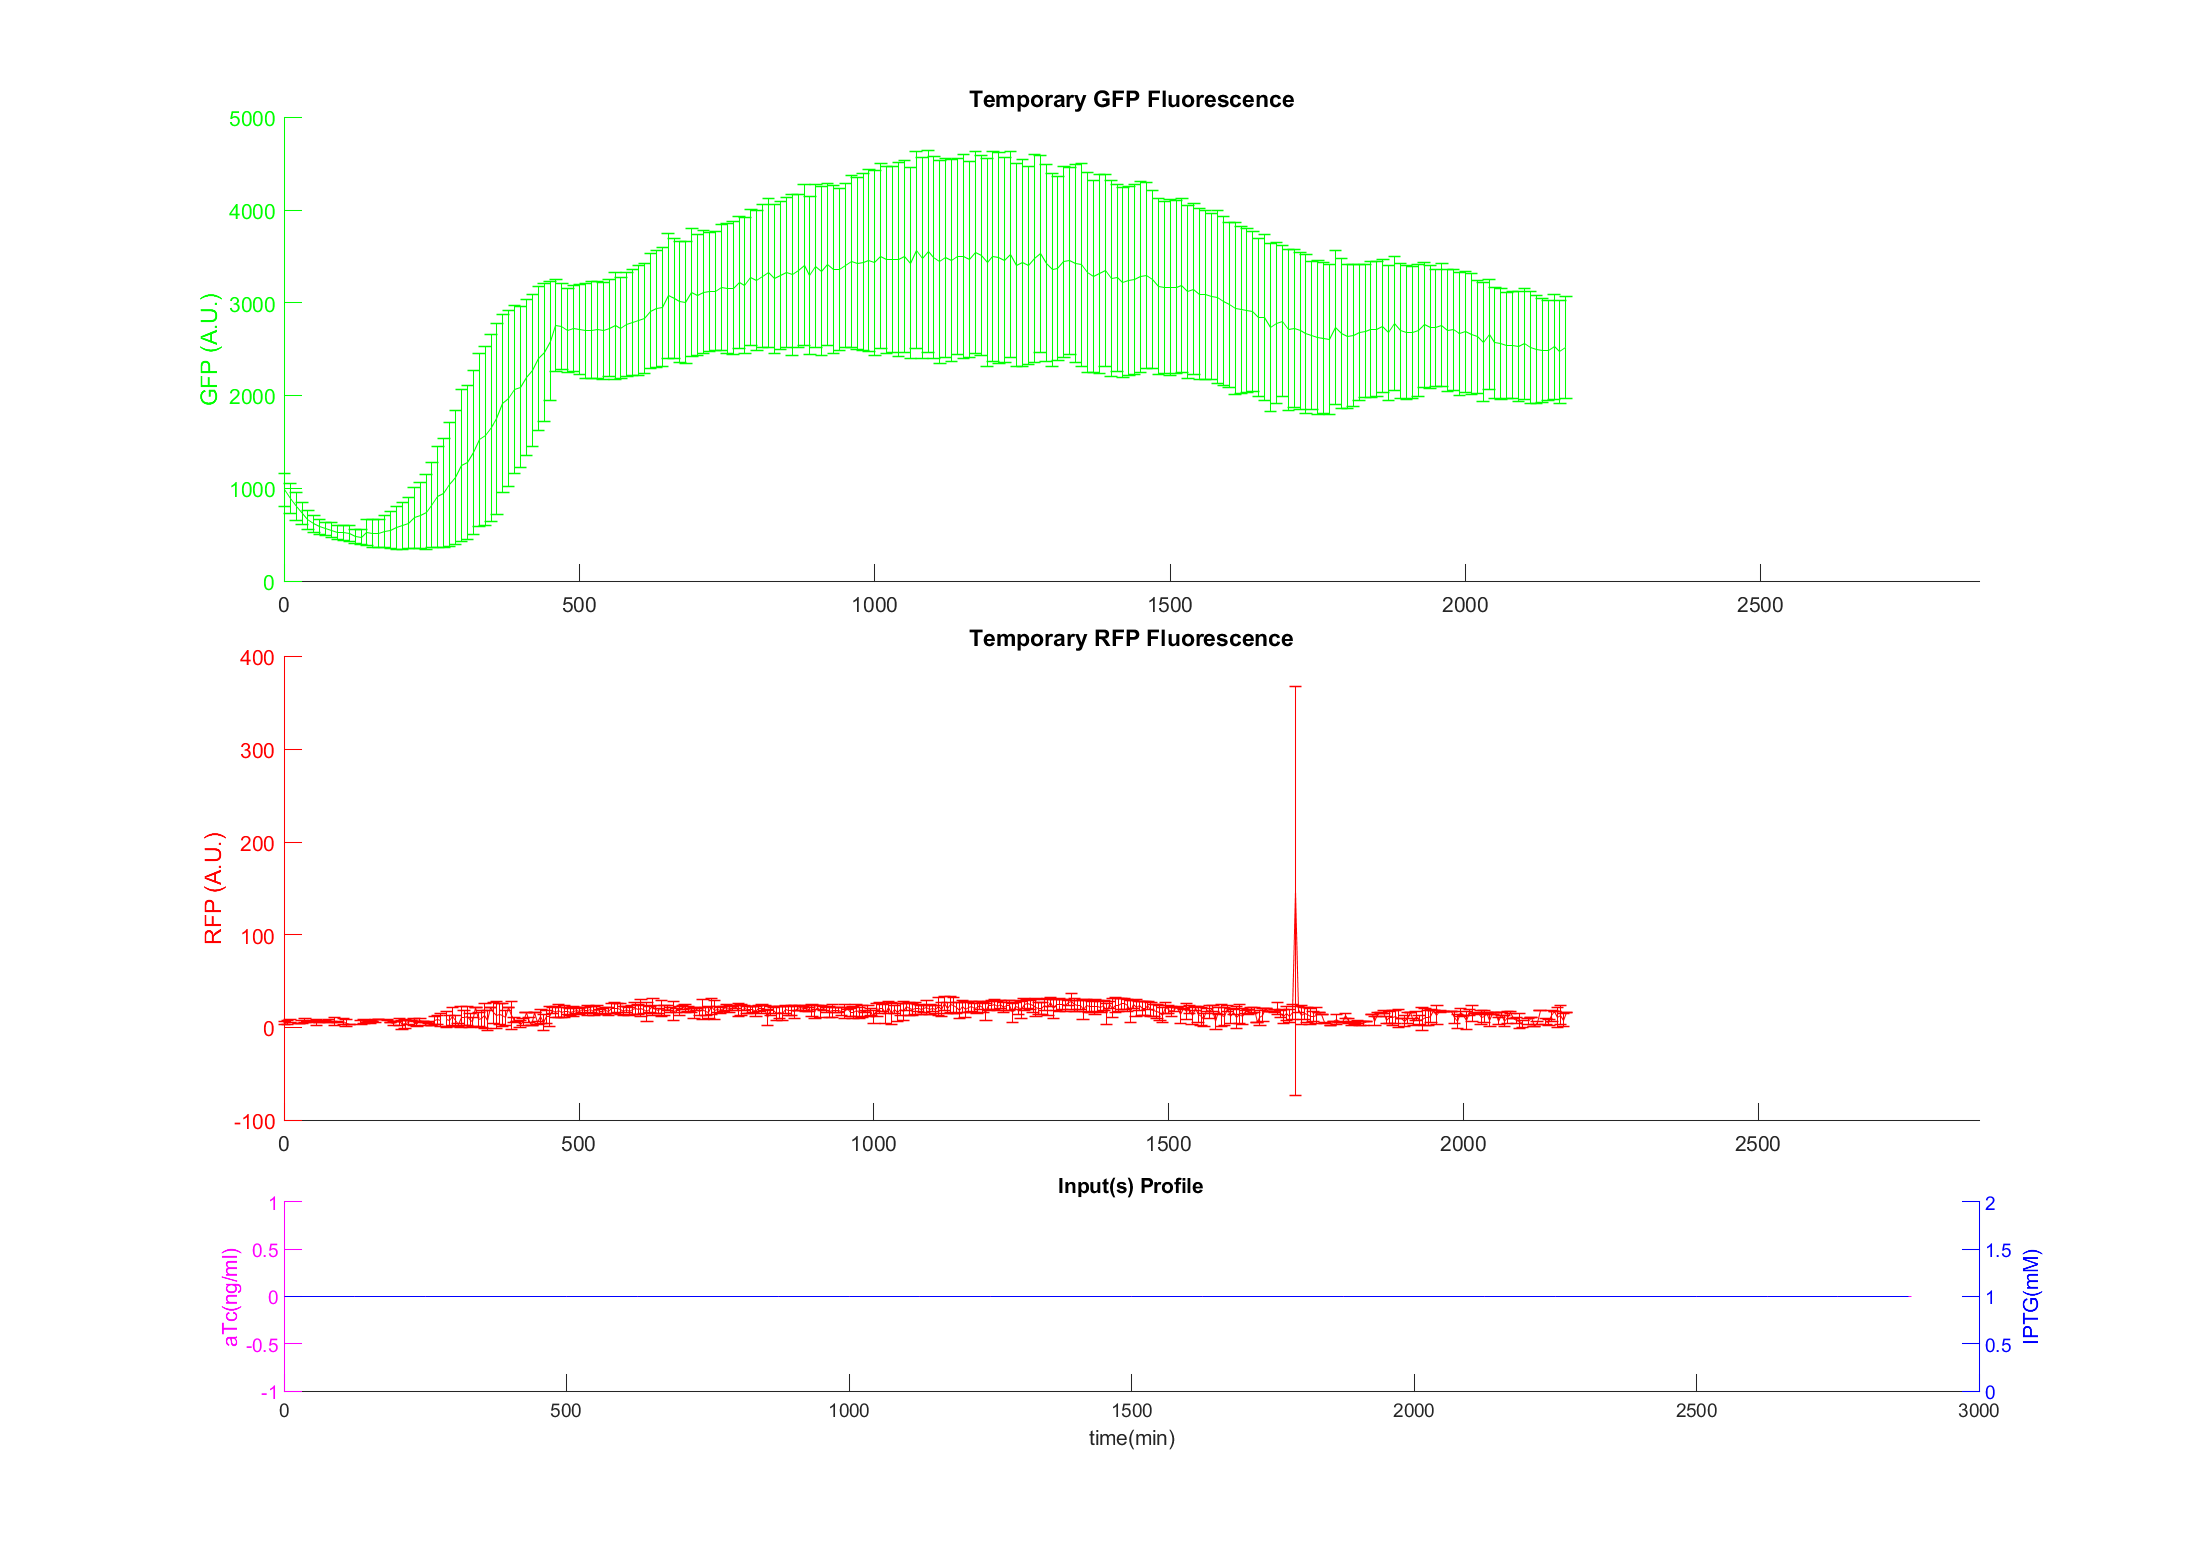 Temporary GFP Fluorescence
5000
4000
3000
2000
1000
0
GFP (A.U.)
0 500 1000 1500 2000 2500
Temporary RFP Fluorescence
400
300
200
100
0
-100
RFP (A.U.)
0 500 1000 1500 2000 2500
Input(s) Profile
1 2
0.5 1.5
0 1
-0.5 0.5
-1 0
aTc(ng/ml)
IPTG(mM)
0 500 1000 1500 2000 2500 3000
time(min)